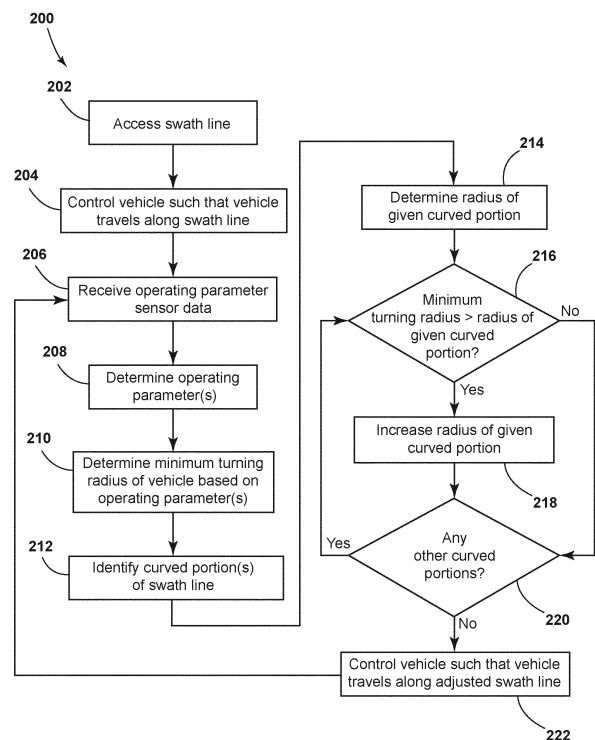 200
202
Access swath line
204
Control vehicle such that vehicle
travels along swath line
206
Receive operating parameter
sensor data
208
Determine operating
parameter(s)
210
Determine minimum turning
radius of vehicle based on
operating parameter(s)
212
Identify curved portion(s)
of swath line
214
Determine radius of
given curved portion
216
Minimum
turning radius > radius of
given curved
portion?
No
Yes
Increase radius of given
curved portion
218
Any
other curved
portions?
Yes
220
No
Control vehicle such that vehicle
travels along adjusted swath line
222